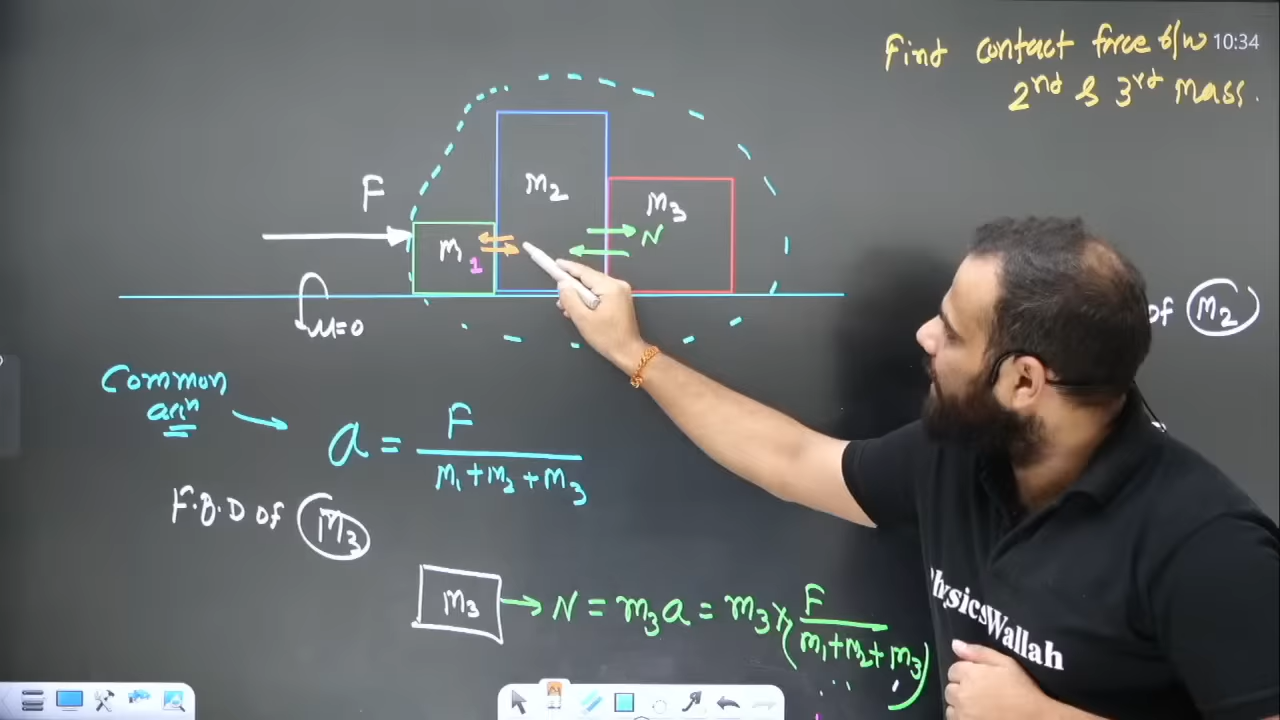 Find contact force b/w 10:34
2nd & 3rd Mass.
F
m2
m3
N
m1
μ=0
of m2
Common
accn
a = F / m1+m2+m3
F.B.D of M3
m3 → N = m3a = m3 × (F / m1+m2+m3)
PhysicsWallah